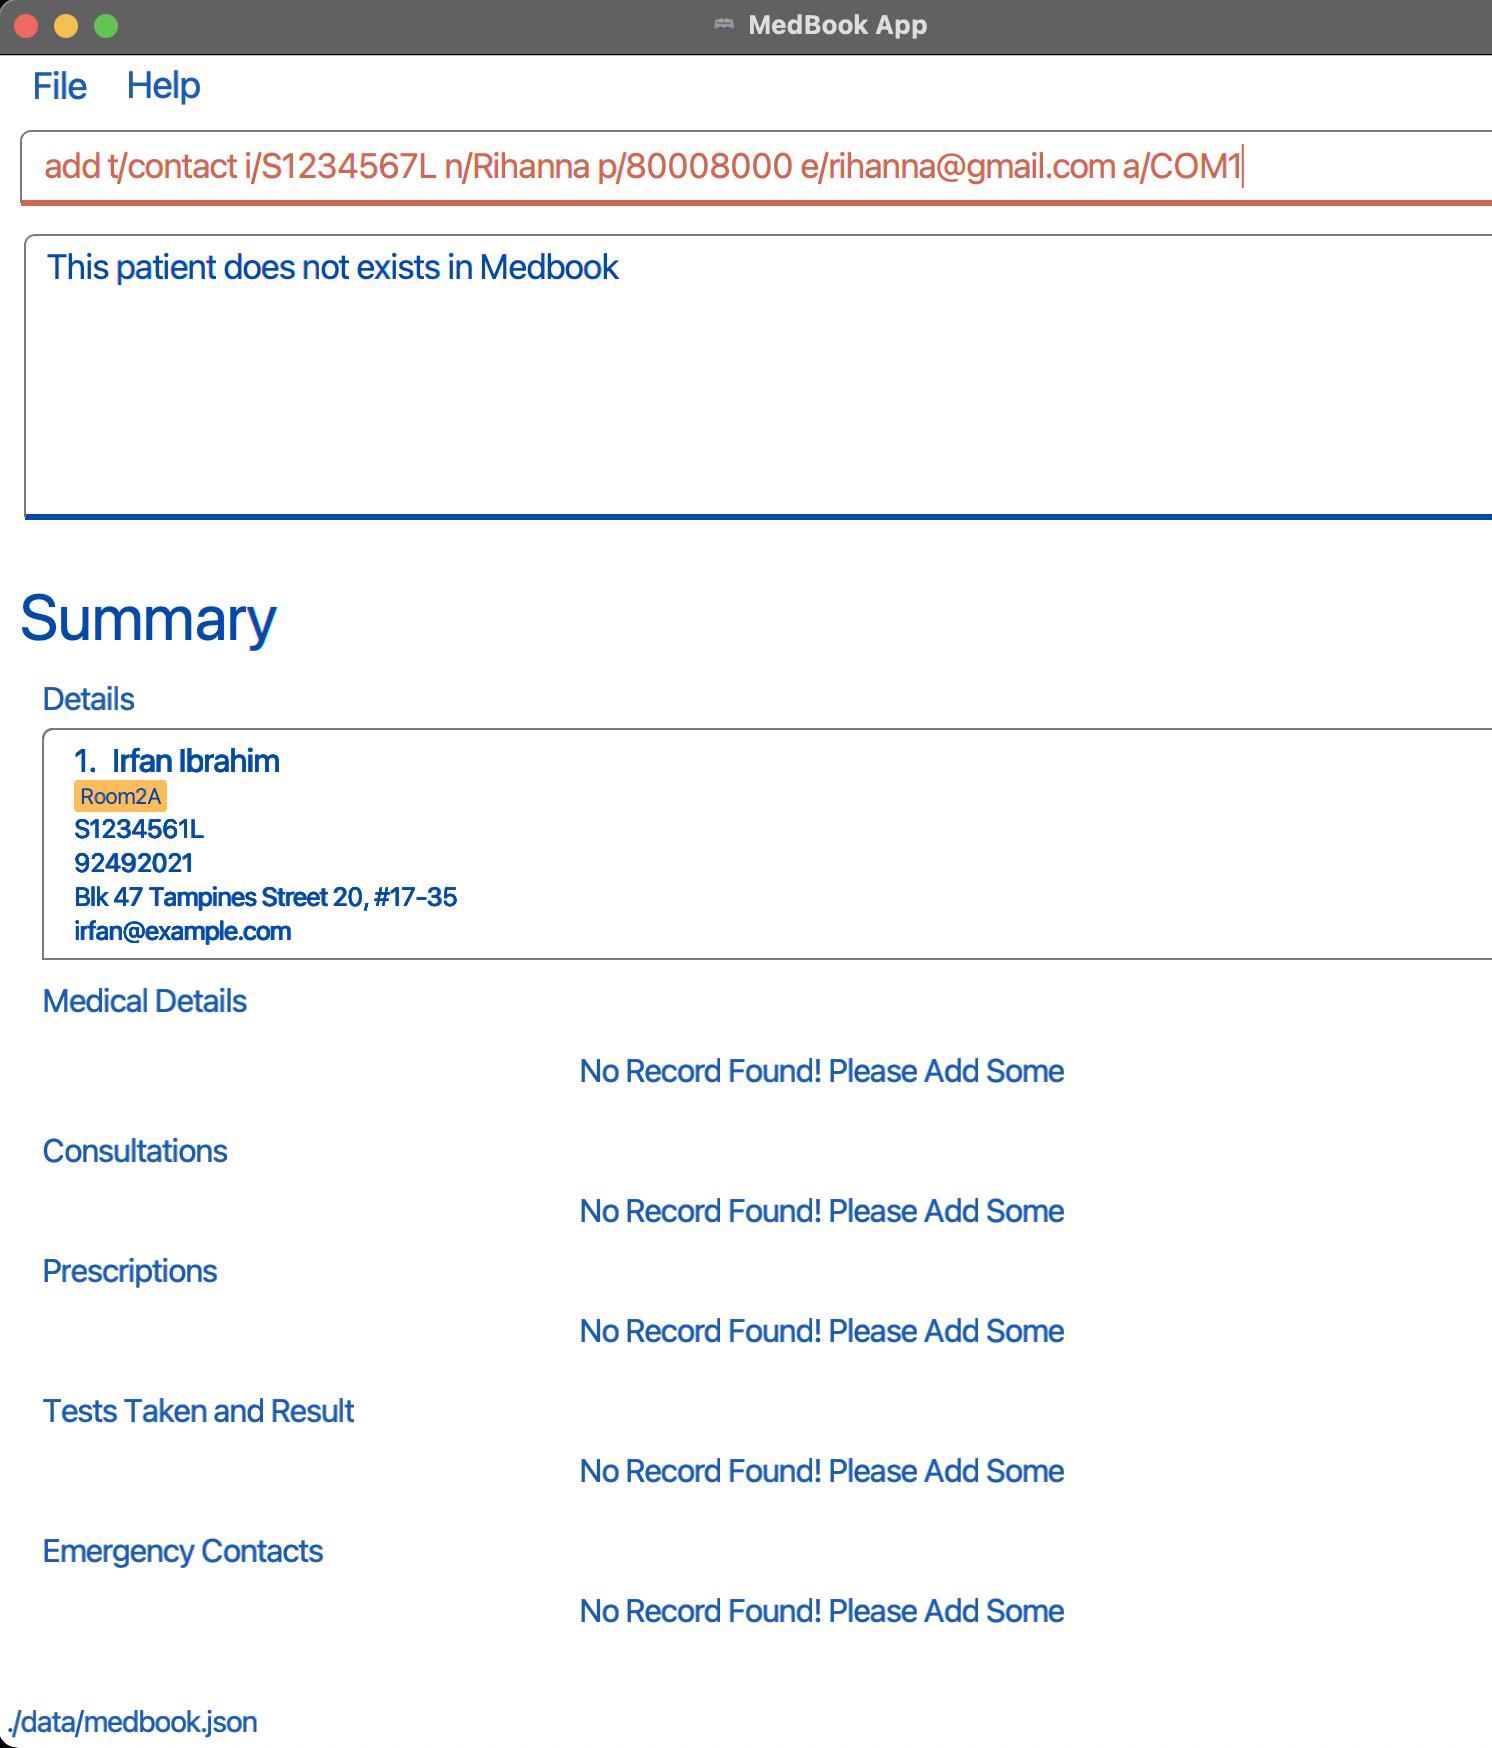 MedBook App
File Help
add t/contact i/S1234567L n/Rihanna p/80008000 e/rihanna@gmail.com a/COM1
This patient does not exists in Medbook
Summary
Details
1. Irfan Ibrahim
Room2A
S1234561L
92492021
Blk 47 Tampines Street 20, #17-35
irfan@example.com
Medical Details
No Record Found! Please Add Some
Consultations
No Record Found! Please Add Some
Prescriptions
No Record Found! Please Add Some
Tests Taken and Result
No Record Found! Please Add Some
Emergency Contacts
No Record Found! Please Add Some
./data/medbook.json